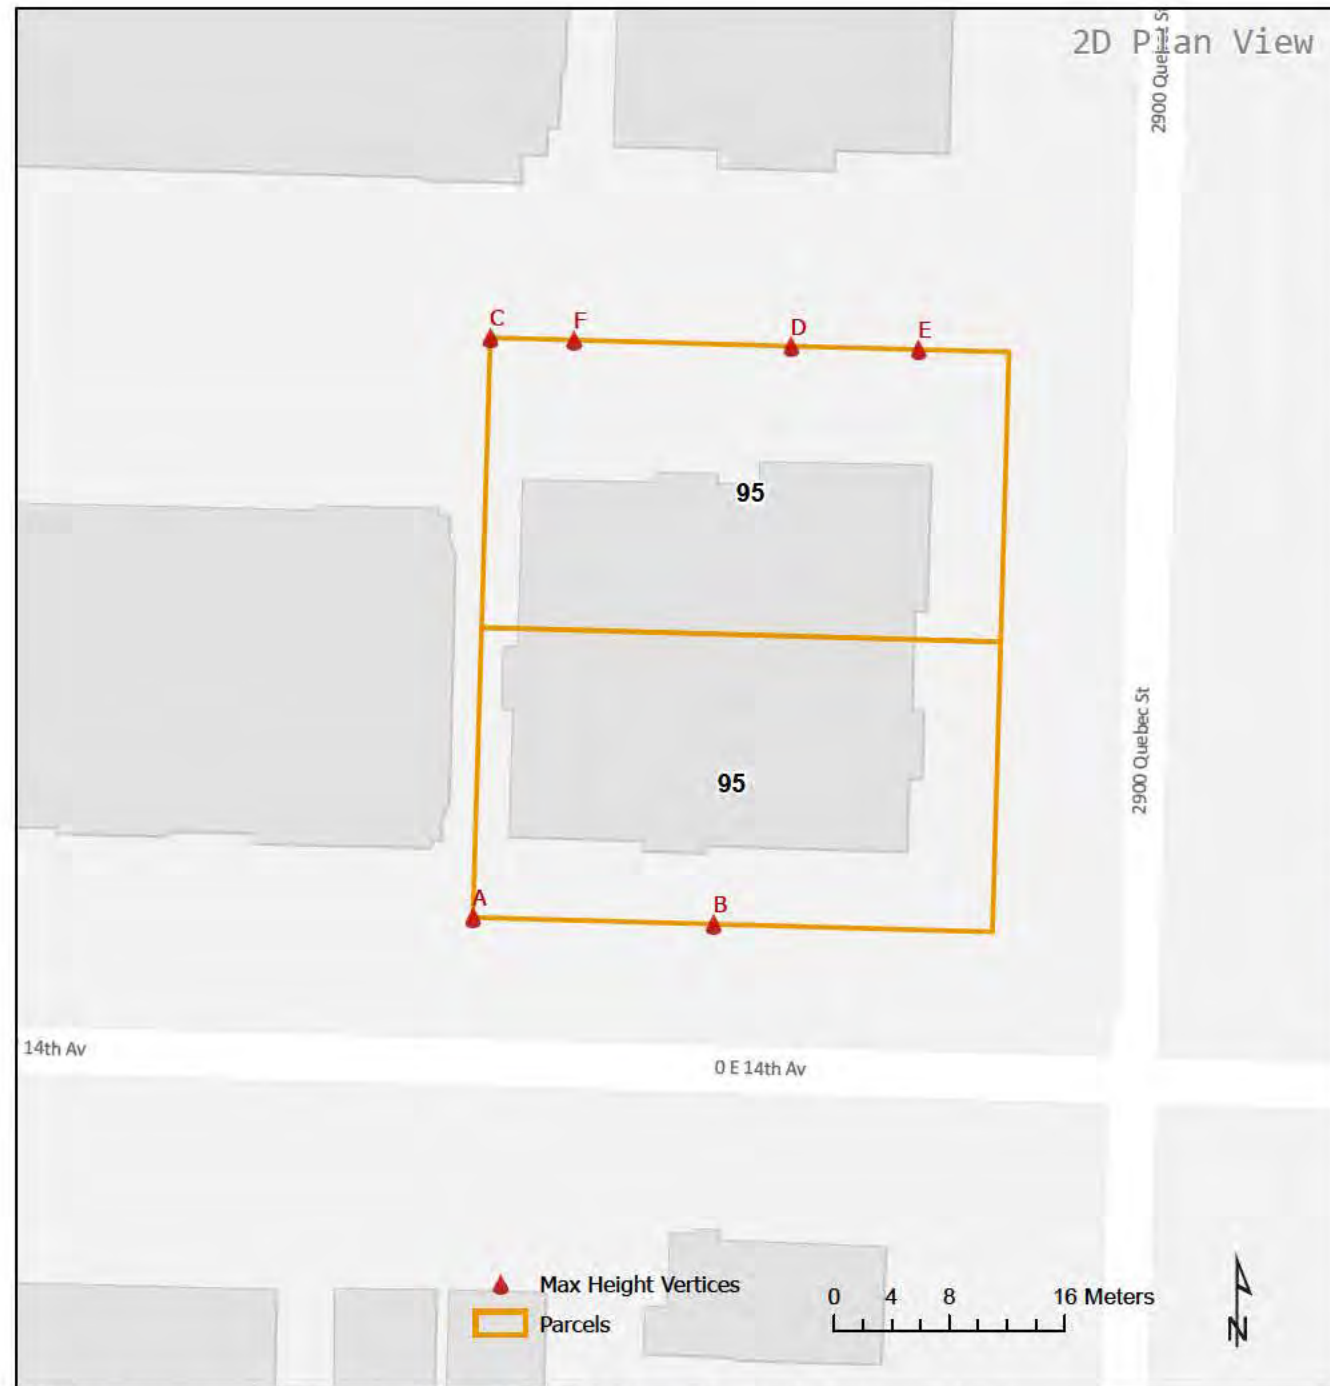 2D Plan View
2900 Quebec St
C
F
D
E
95
2900 Quebec St
95
A
B
14th Av
0 E 14th Av
Max Height Vertices
Parcels
0 4 8 16 Meters
N